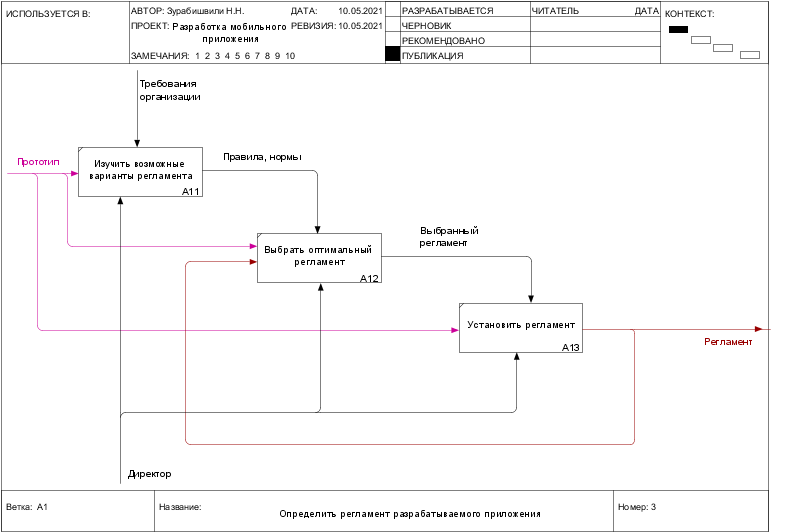 ИСПОЛЬЗУЕТСЯ В:
АВТОР: Зурабишвили Н.Н.
ДАТА: 10.05.2021
ПРОЕКТ: Разработка мобильного
приложения
РЕВИЗИЯ: 10.05.2021
ЗАМЕЧАНИЯ: 1 2 3 4 5 6 7 8 9 10
РАЗРАБАТЫВАЕТСЯ
ЧЕРНОВИК
РЕКОМЕНДОВАНО
ПУБЛИКАЦИЯ
ЧИТАТЕЛЬ
ДАТА
КОНТЕКСТ:
Требования
организации
Прототип
Изучить возможные
варианты регламента
A11
Правила, нормы
Выбрать оптимальный
регламент
A12
Выбранный
регламент
Установить регламент
A13
Регламент
Директор
Ветка: A1
Название:
Определить регламент разрабатываемого приложения
Номер: 3